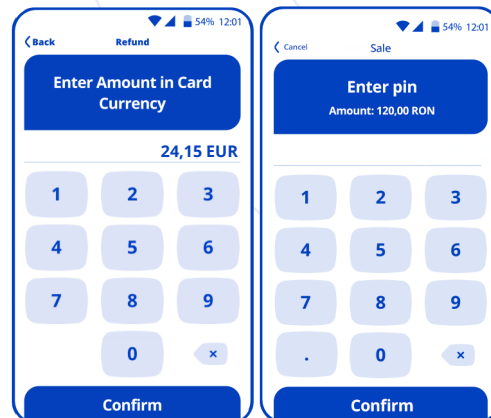 54% 12:01
Back Refund
Enter Amount in Card
Currency
24,15 EUR
1 2 3
4 5 6
7 8 9
0 ×
Confirm
54% 12:01
Cancel Sale
Enter pin
Amount: 120,00 RON
1 2 3
4 5 6
7 8 9
. 0 ×
Confirm